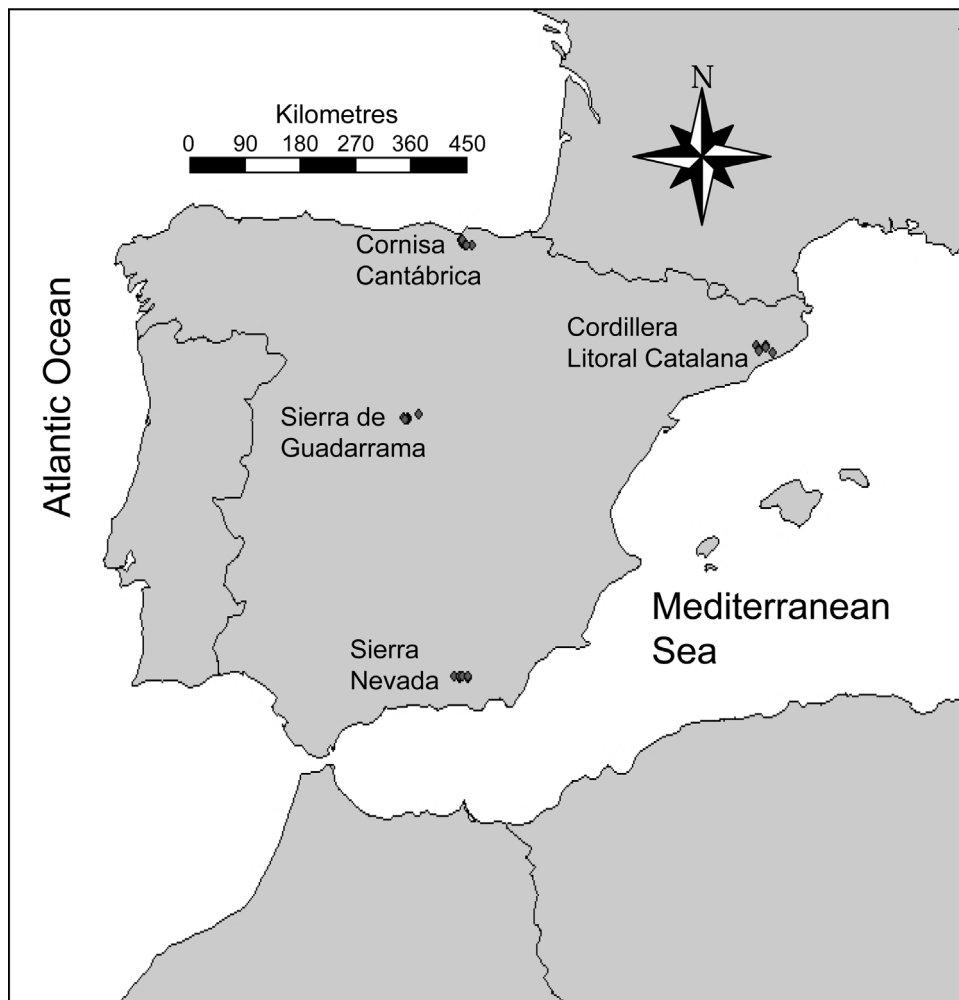 N
Kilometres
0 90 180 270 360 450
Cornisa
Cantábrica
Cordillera
Litoral Catalana
Atlantic Ocean
Sierra de
Guadarrama
Mediterranean
Sea
Sierra
Nevada